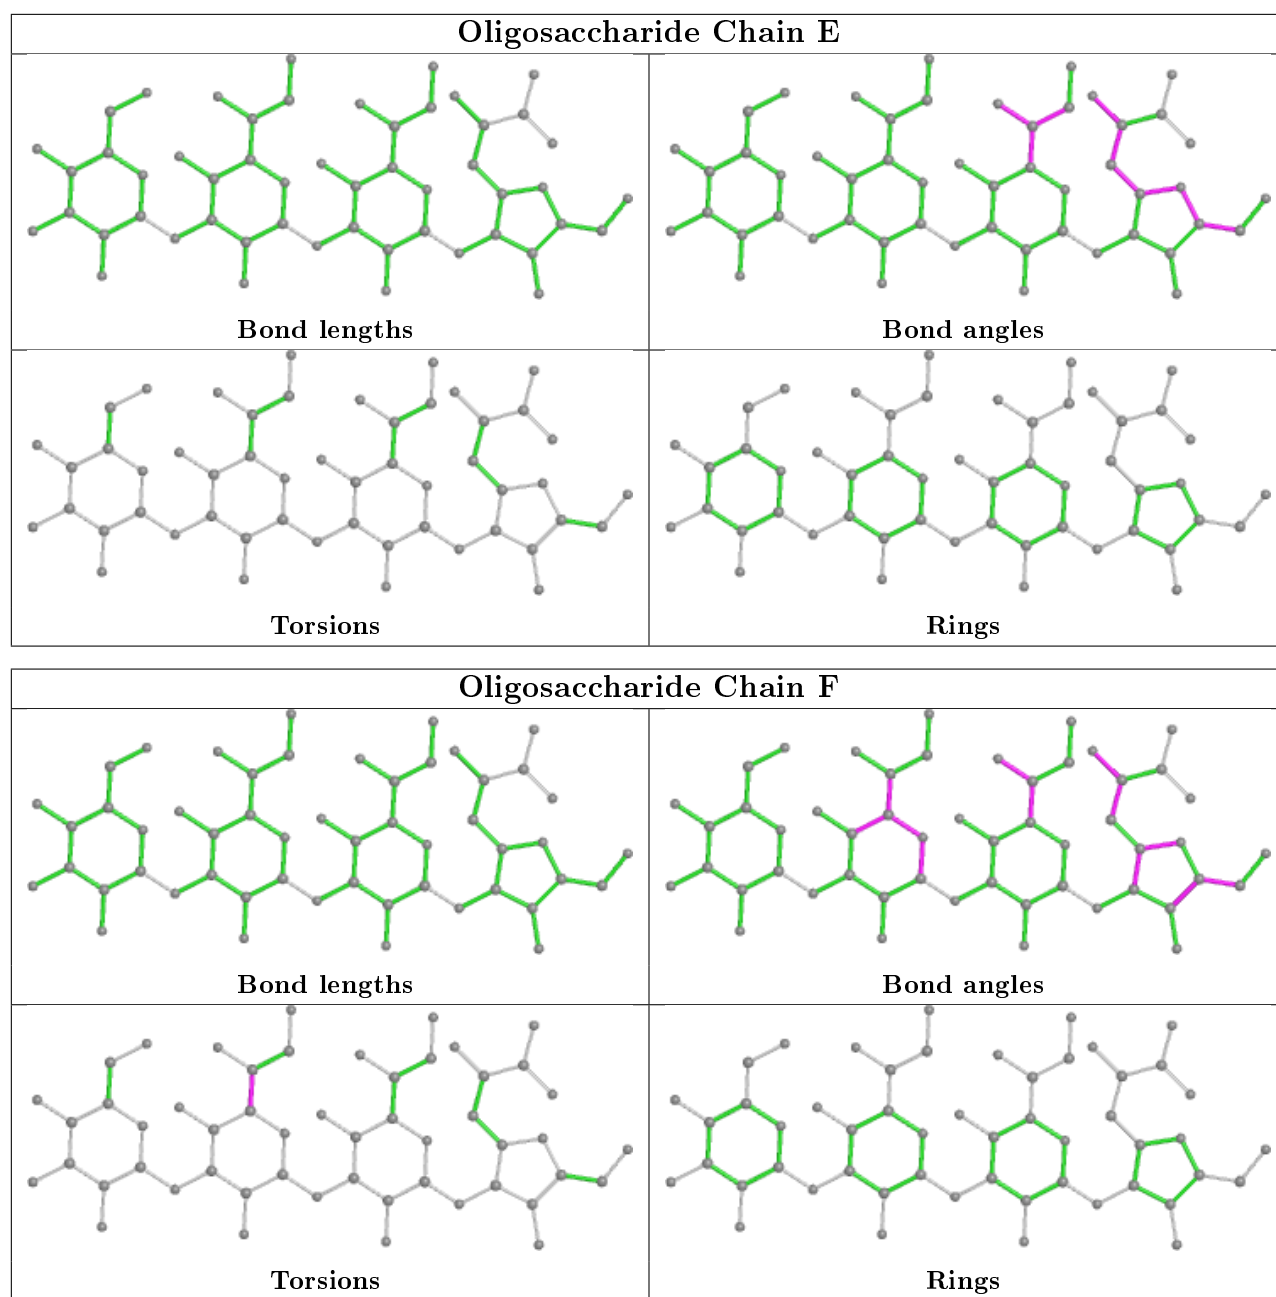 Oligosaccharide Chain E
Bond lengths
Bond angles
Torsions
Rings
Oligosaccharide Chain F
Bond lengths
Bond angles
Torsions
Rings